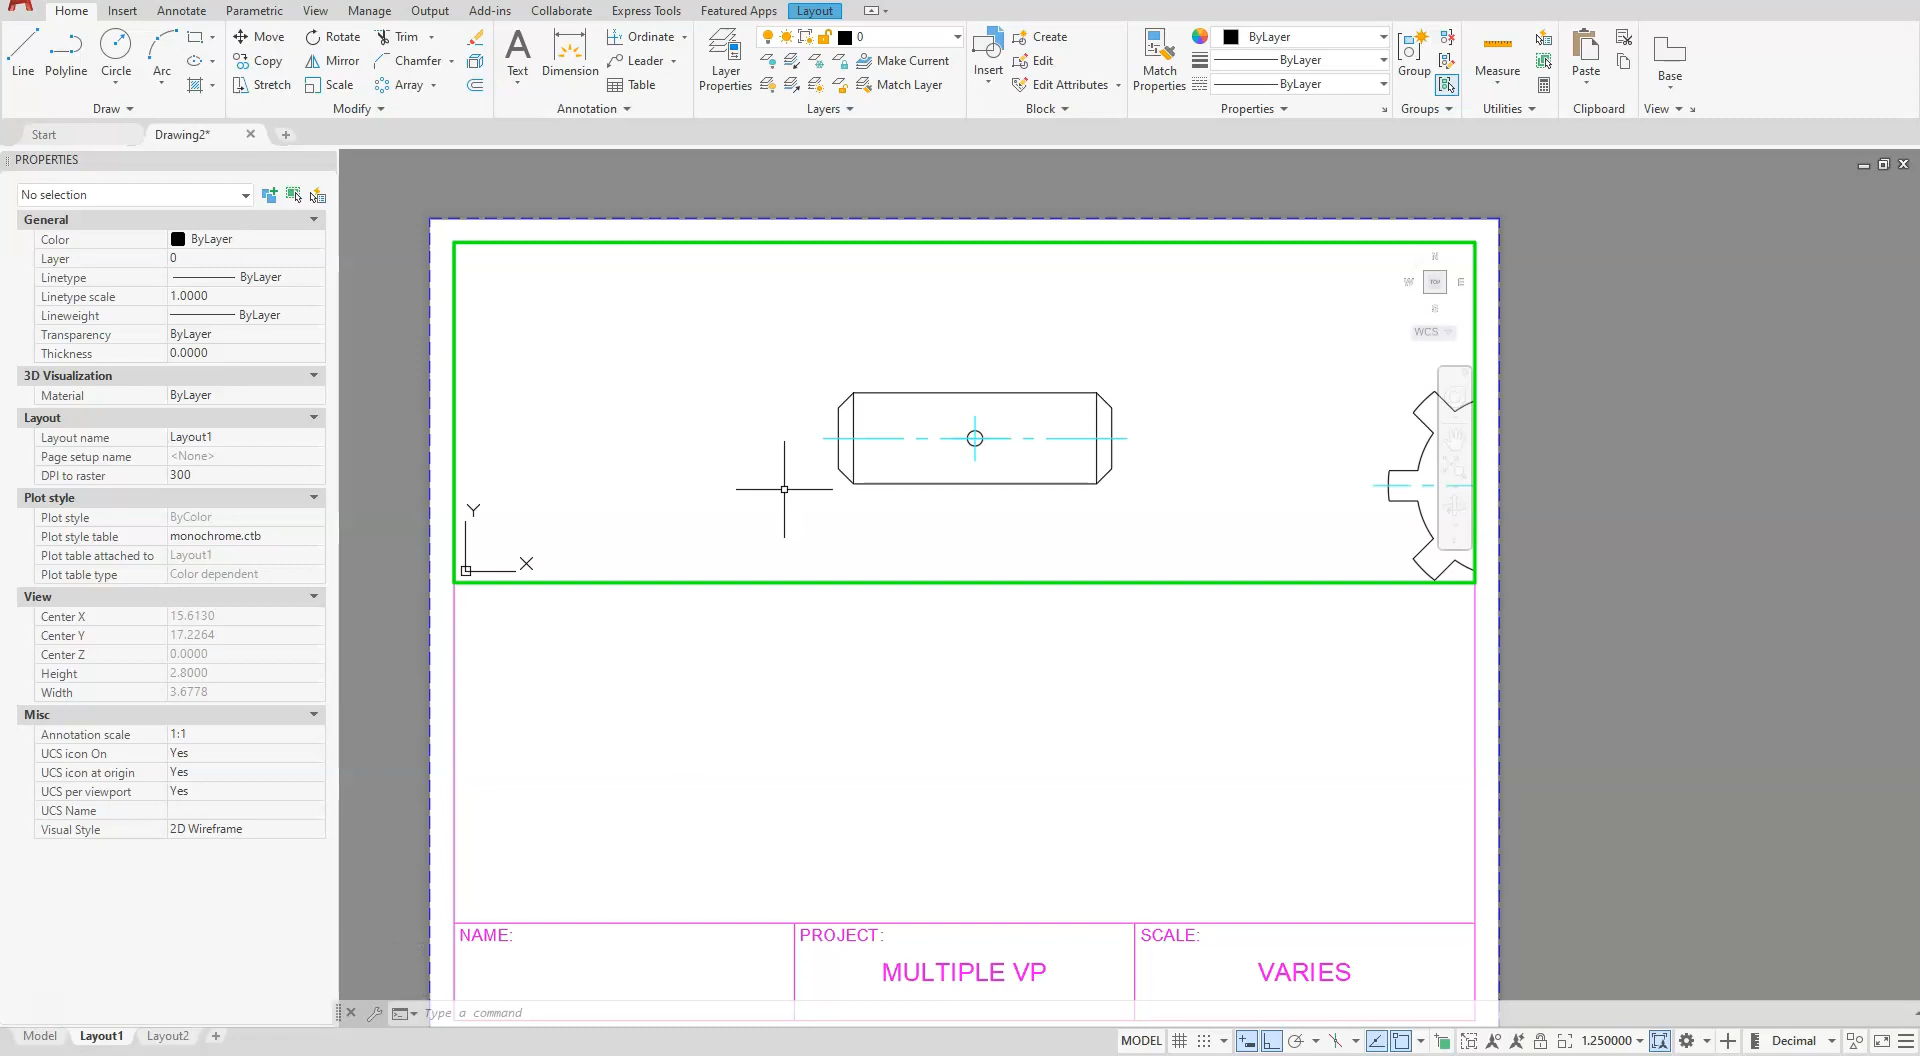 Home Insert Annotate Parametric View Manage Output Add-ins Collaborate Express Tools Featured Apps Layout
Line Polyline Circle Arc
Move Rotate Trim
Copy Mirror Chamfer
Stretch Scale Array
Text Dimension
Ordinate
Leader
Table
Layer Properties
0
Make Current
Match Layer
Insert
Create
Edit
Edit Attributes
Match Properties
ByLayer
ByLayer
ByLayer
Group
Measure
Paste
Base
Draw Modify Annotation Layers Block Properties Groups Utilities Clipboard View
Start Drawing2*
PROPERTIES
No selection
General
Color ByLayer
Layer 0
Linetype ByLayer
Linetype scale 1.0000
Lineweight ByLayer
Transparency ByLayer
Thickness 0.0000
3D Visualization
Material ByLayer
Layout
Layout name Layout1
Page setup name <None>
DPI to raster 300
Plot style
Plot style ByColor
Plot style table monochrome.ctb
Plot table attached to Layout1
Plot table type Color dependent
View
Center X 15.6130
Center Y 17.2264
Center Z 0.0000
Height 2.8000
Width 3.6778
Misc
Annotation scale 1:1
UCS icon On Yes
UCS icon at origin Yes
UCS per viewport Yes
UCS Name
Visual Style 2D Wireframe
N
W TOP E
S
WCS
Y
X
NAME: PROJECT: SCALE:
MULTIPLE VP VARIES
Type a command
Model Layout1 Layout2
MODEL 1.250000 Decimal